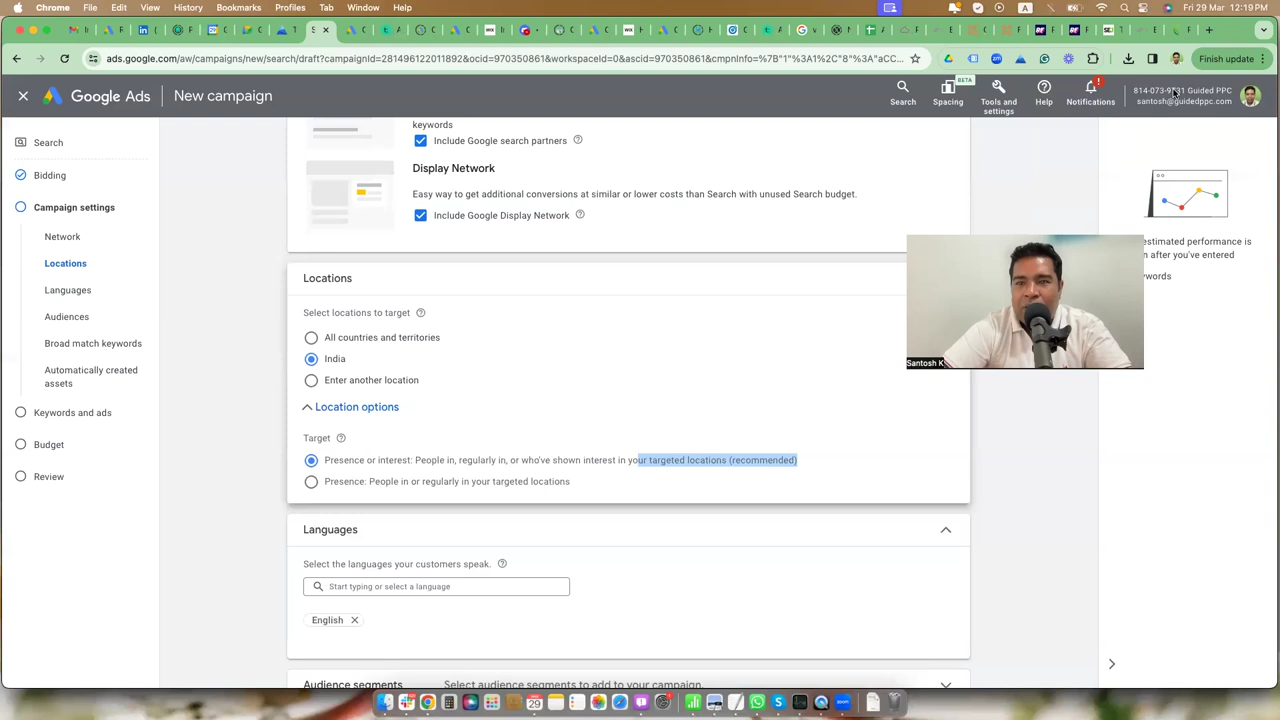 Chrome File Edit View History Bookmarks Profiles Tab Window Help
Fri 29 Mar 12:19 PM
ads.google.com/aw/campaigns/new/search/draft?campaignId=281496122011892&ocid=970350861&workspaceId=0&ascid=970350861&cmpnInfo=%7B"1"%3A1%2C"8"%3A"aCC...
Finish update
Google Ads
New campaign
Search
Spacing
BETA
Tools and settings
Help
Notifications
Guided PPC
santosh@guidedppc.com
Search
Bidding
Campaign settings
Network
Locations
Languages
Audiences
Broad match keywords
Automatically created
assets
Keywords and ads
Budget
Review
keywords
Include Google search partners
Display Network
Easy way to get additional conversions at similar or lower costs than Search with unused Search budget.
Include Google Display Network
Locations
Select locations to target
All countries and territories
India
Enter another location
Location options
Target
Presence or interest: People in, regularly in, or who've shown interest in your targeted locations (recommended)
Presence: People in or regularly in your targeted locations
Languages
Select the languages your customers speak.
Start typing or select a language
English
Audience segments
Select audience segments to add to your campaign.
estimated performance is
after you've entered
Santosh K